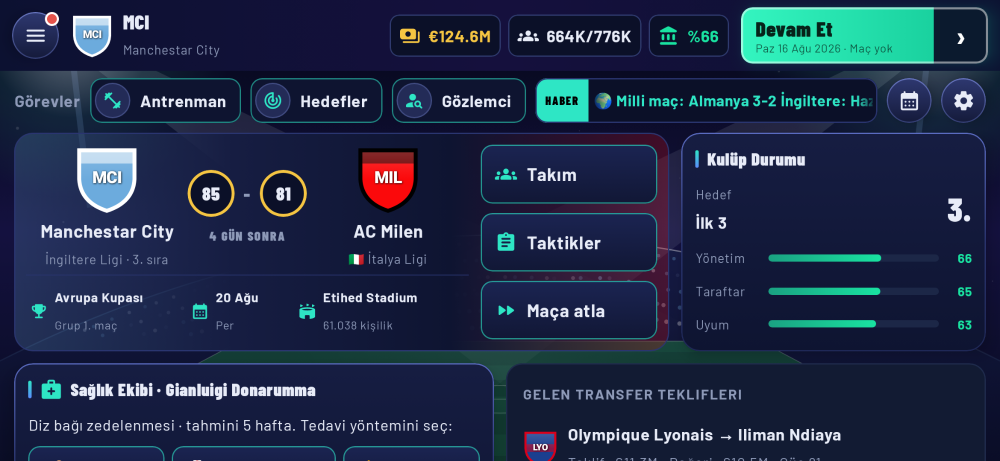 MCI
MCI
Manchestar City
€124.6M
664K/776K
%66
Devam Et
Paz 16 Ağu 2026 · Maç yok
Görevler
Antrenman
Hedefler
Gözlemci
HABER
Milli maç: Almanya 3-2 İngiltere: Haz
MCI
85 - 81
4 GÜN SONRA
MIL
Manchestar City
İngiltere Ligi · 3. sıra
AC Milen
İtalya Ligi
Avrupa Kupası
Grup 1. maç
20 Ağu
Per
Etihed Stadium
61.038 kişilik
Takım
Taktikler
Maça atla
Kulüp Durumu
Hedef
İlk 3
3.
Yönetim 66
Taraftar 65
Uyum 63
Sağlık Ekibi · Gianluigi Donarumma
Diz bağı zedelenmesi · tahmini 5 hafta. Tedavi yöntemini seç:
GELEN TRANSFER TEKLIFLERI
LYO
Olympique Lyonais → Iliman Ndiaya